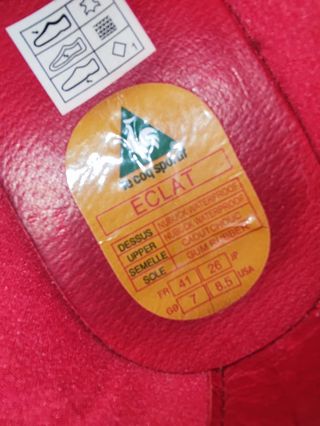 le coq sportif
ECLAT
DESSUS NUBUCK WATERPROOF
UPPER NUBUCK WATERPROOF
SEMELLE CAOUTCHOUC
SOLE GUM RUBBER
FR 41 26 JP
GB 7 8.5 USA
1